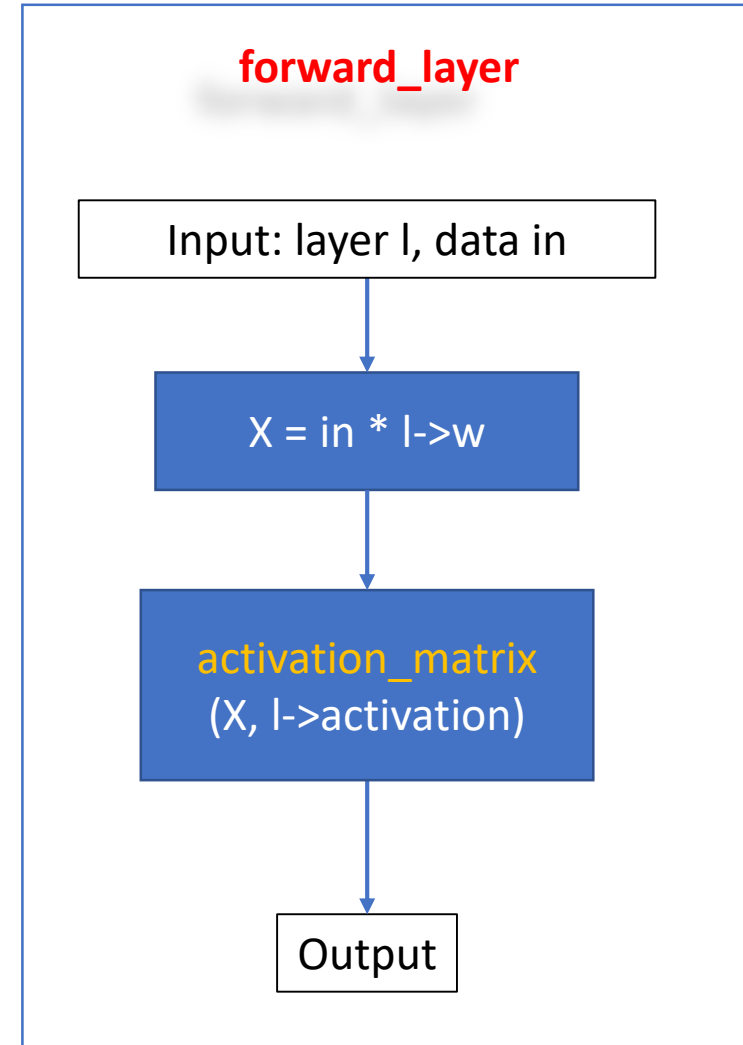 forward_layer
Input: layer l, data in
X = in * l->w
activation_matrix
(X, l->activation)
Output